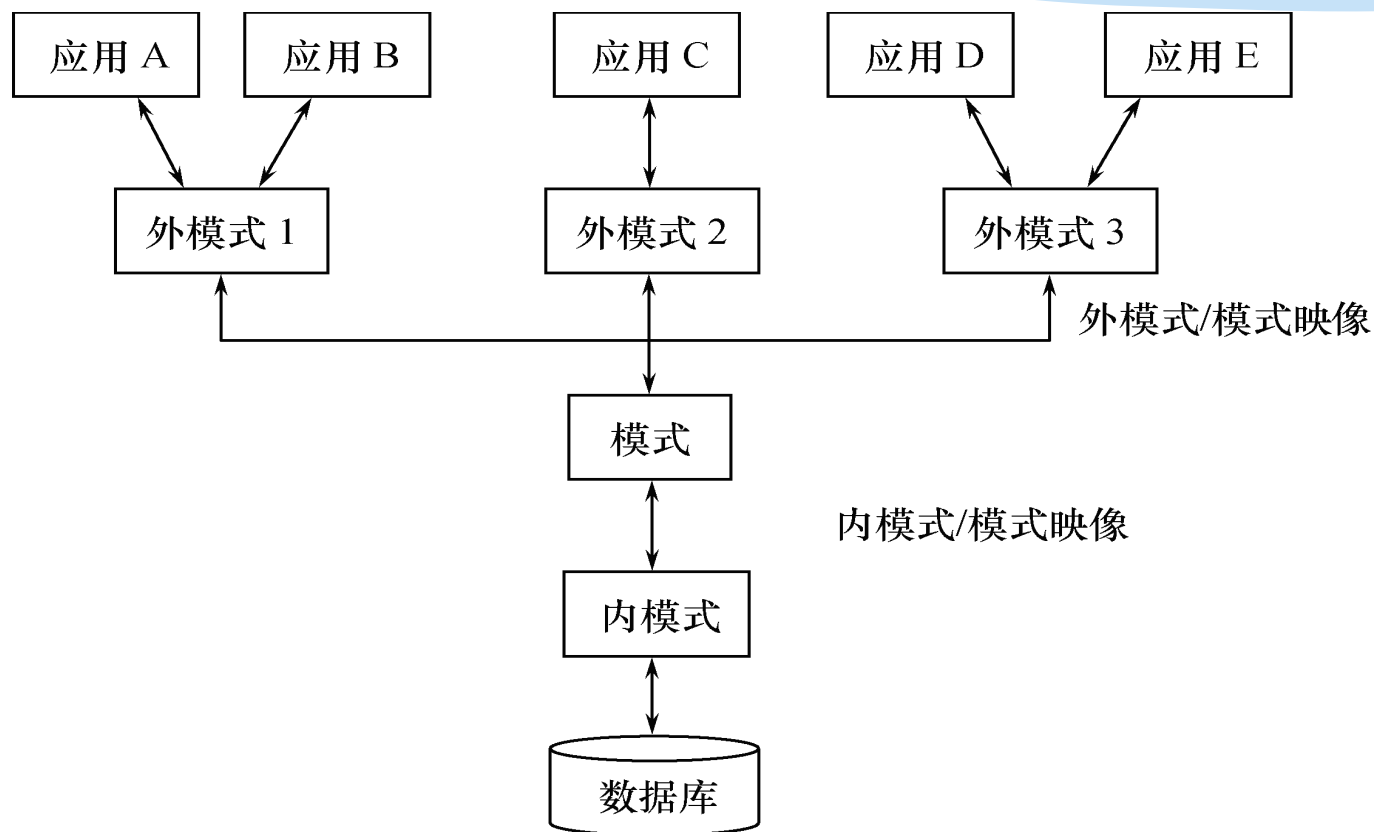 应用 A
应用 B
应用 C
应用 D
应用 E
外模式 1
外模式 2
外模式 3
外模式/模式映像
模式
内模式/模式映像
内模式
数据库